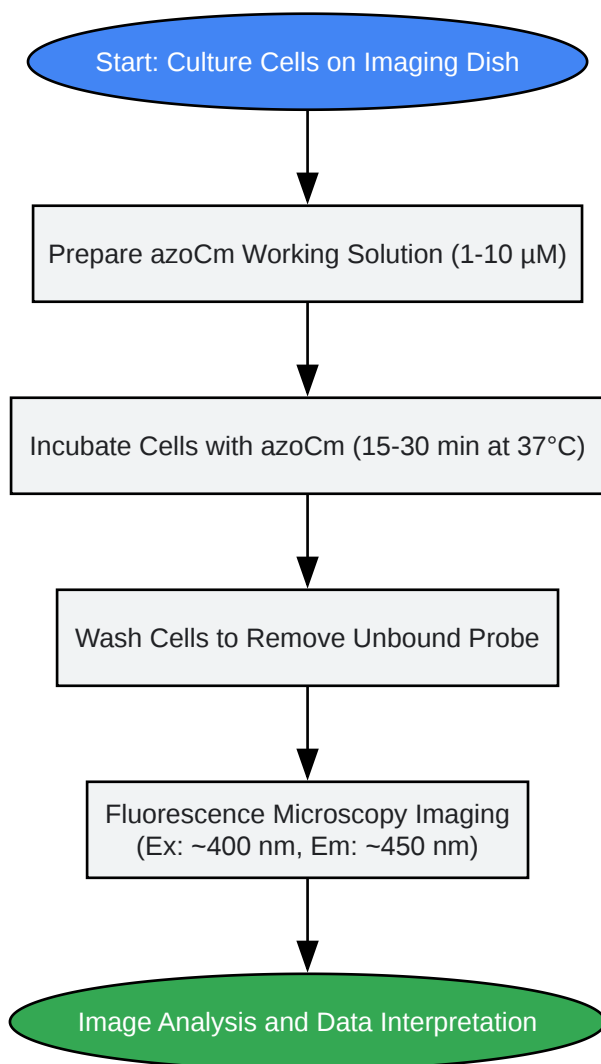 Start: Culture Cells on Imaging Dish
Prepare azoCm Working Solution (1-10 µM)
Incubate Cells with azoCm (15-30 min at 37°C)
Wash Cells to Remove Unbound Probe
Fluorescence Microscopy Imaging
(Ex: ~400 nm, Em: ~450 nm)
Image Analysis and Data Interpretation